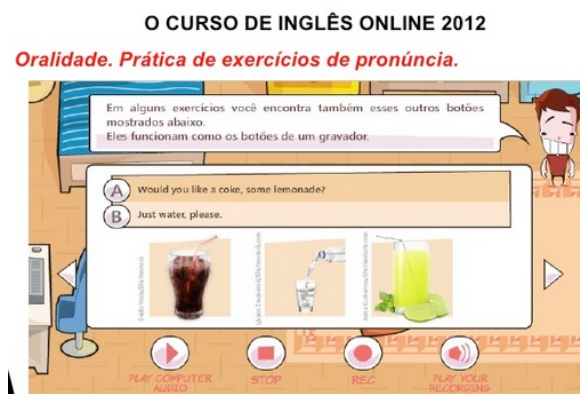 O CURSO DE INGLÊS ONLINE 2012
Oralidade. Prática de exercícios de pronúncia.
Em alguns exercícios você encontra também esses outros botões
mostrados abaixo.
Eles funcionam como os botões de um gravador.
A Would you like a coke, some lemonade?
B Just water, please.
PLAY COMPUTER
AUDIO
STOP
REC
PLAY YOUR
RECORDING